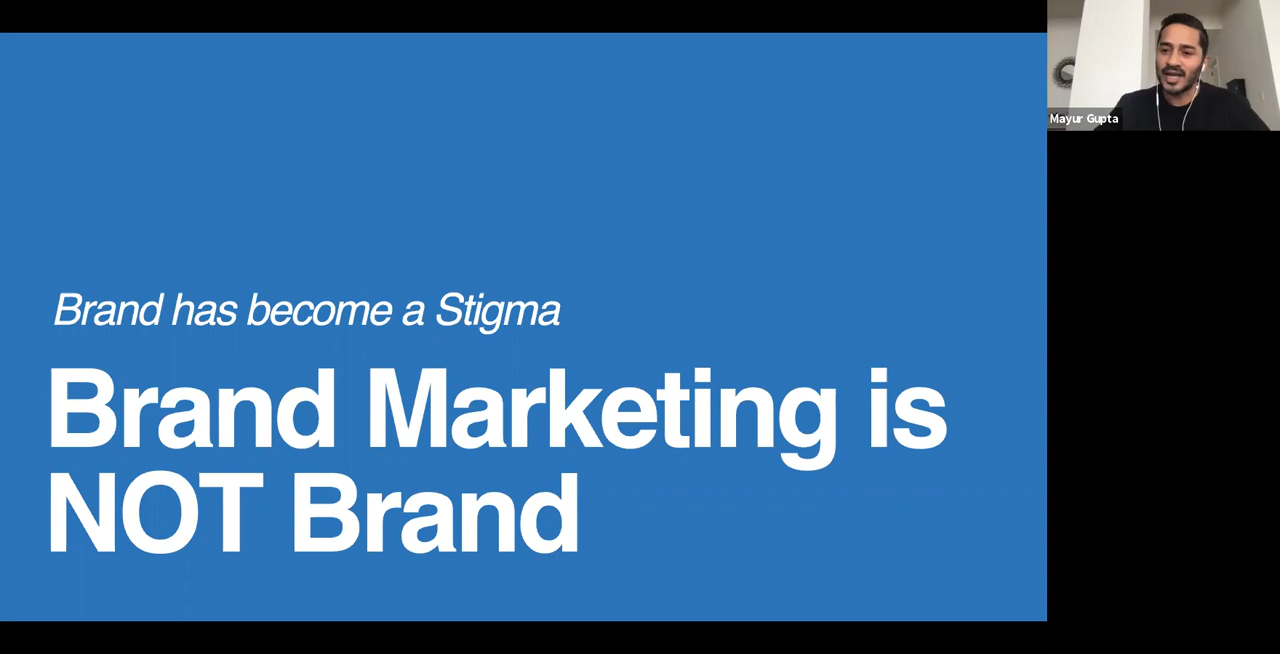 Brand has become a Stigma
Brand Marketing is
NOT Brand
Mayur Gupta